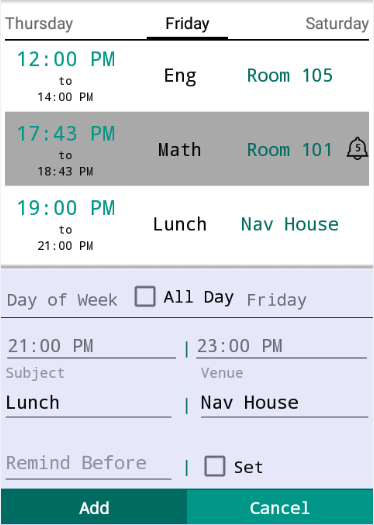 Thursday Friday Saturday
12:00 PM
to
14:00 PM
Eng Room 105
17:43 PM
to
18:43 PM
Math Room 101 S
19:00 PM
to
21:00 PM
Lunch Nav House
Day of Week All Day Friday
21:00 PM | 23:00 PM
Subject Venue
Lunch | Nav House
Remind Before | Set
Add Cancel